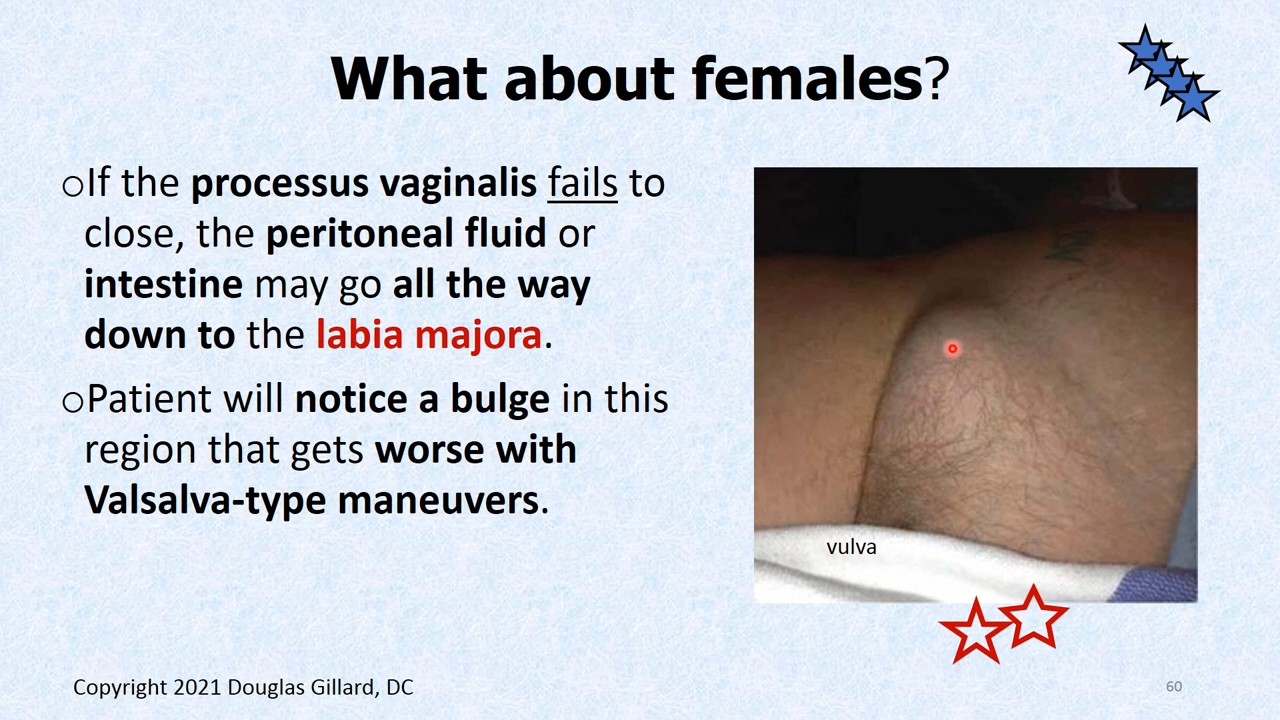 What about females?
○If the processus vaginalis fails to
close, the peritoneal fluid or
intestine may go all the way
down to the labia majora.
○Patient will notice a bulge in this
region that gets worse with
Valsalva-type maneuvers.
vulva
Copyright 2021 Douglas Gillard, DC
60